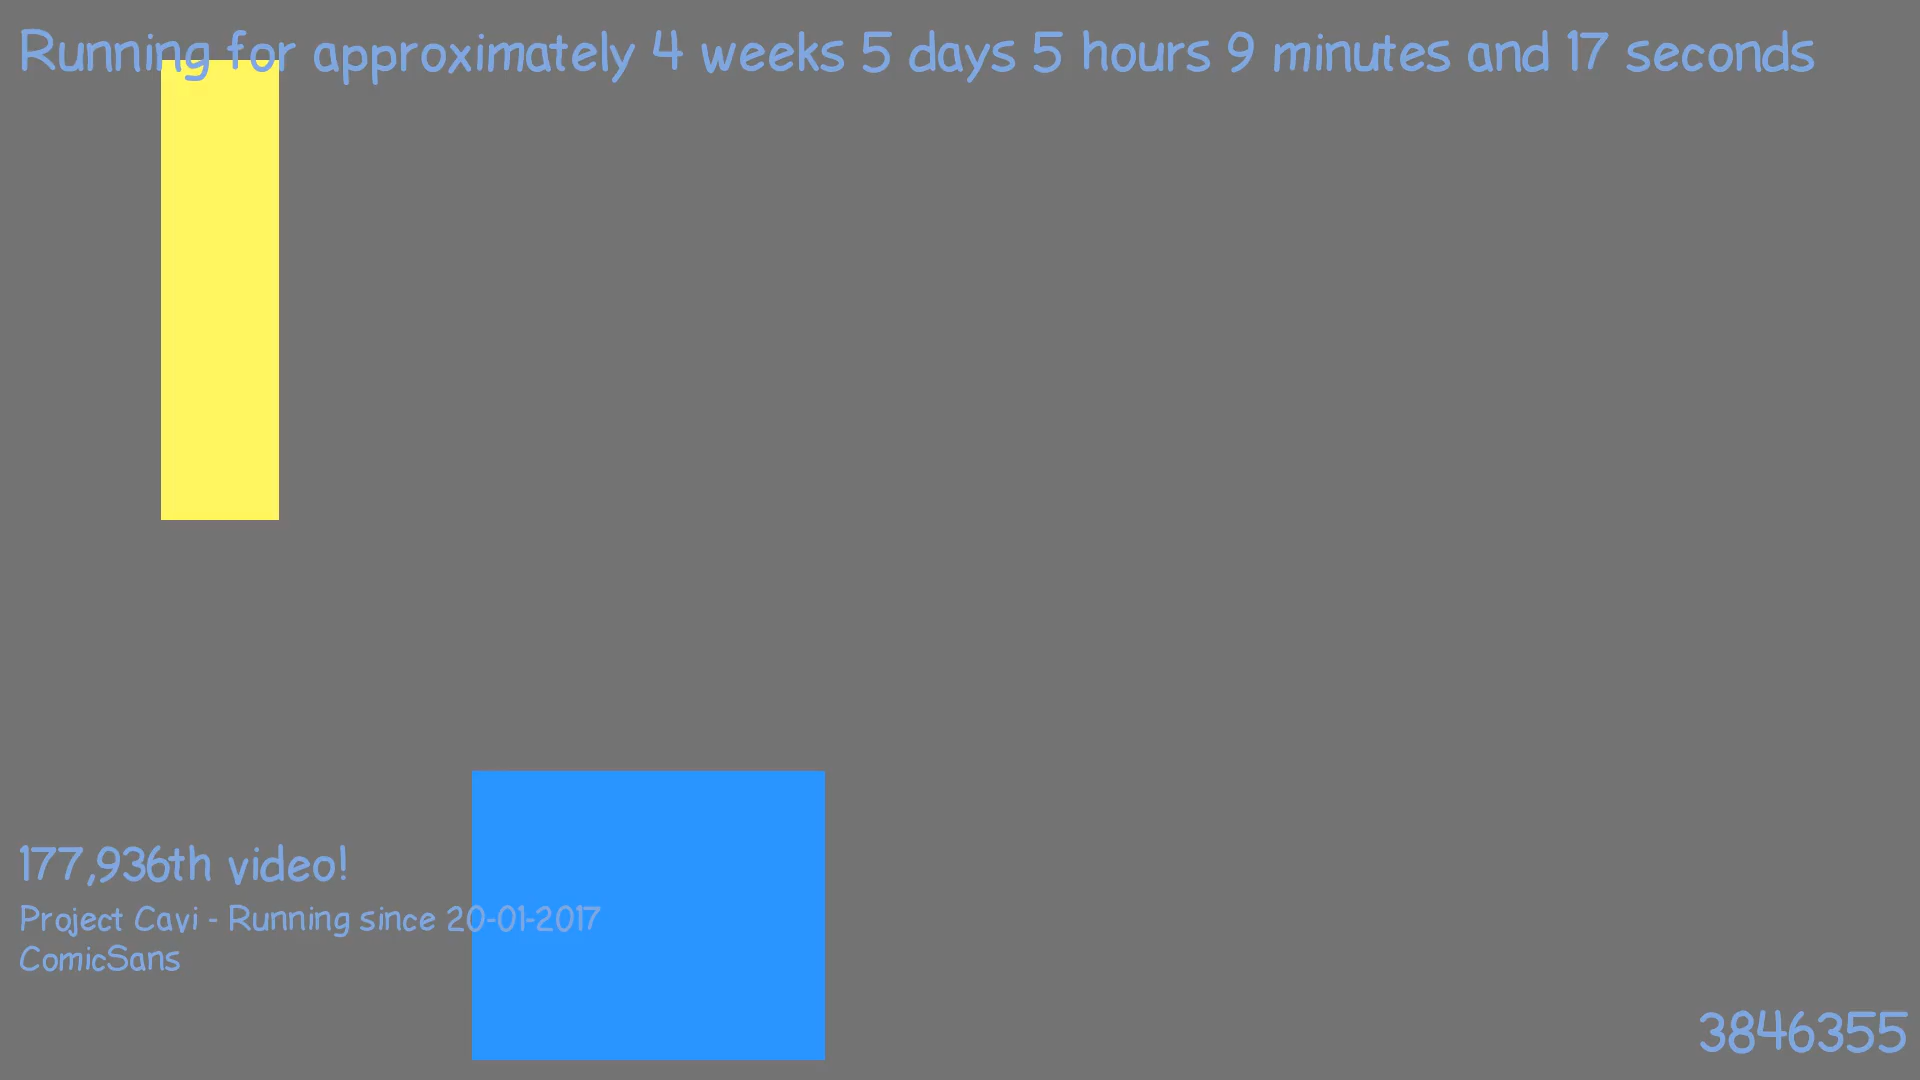 Running for approximately 4 weeks 5 days 5 hours 9 minutes and 17 seconds
177,936th video!
Project Cavi - Running since 20-01-2017
ComicSans
3846355